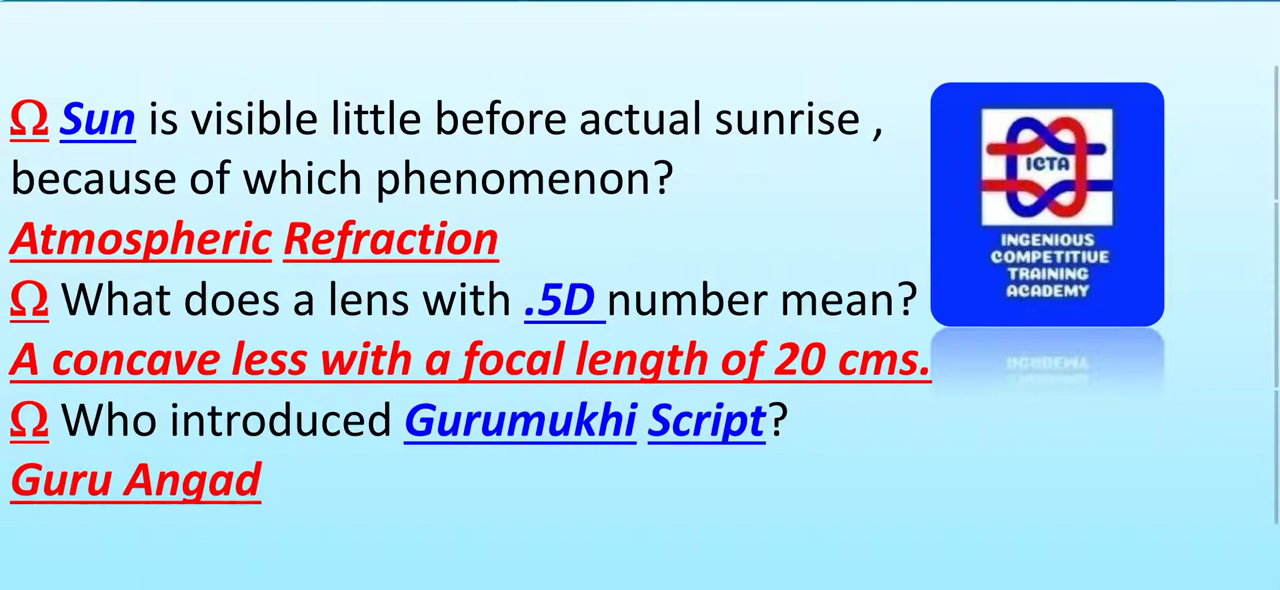 Ω Sun is visible little before actual sunrise ,
because of which phenomenon?
Atmospheric Refraction
Ω What does a lens with .5D number mean?
A concave less with a focal length of 20 cms.
Ω Who introduced Gurumukhi Script?
Guru Angad
ICTA
INGENIOUS
COMPETITIUE
TRAINING
ACADEMY